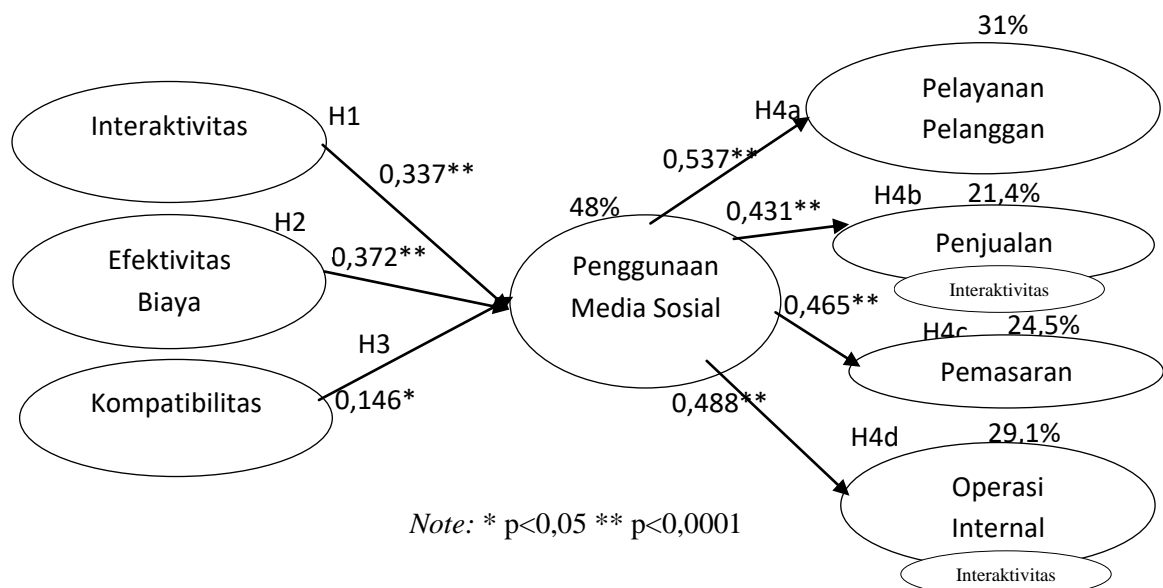 31%
Pelayanan
Pelanggan
H4a
H1
Interaktivitas
0,337**
0,537**
H4b
21,4%
48%
0,431**
H2
Penjualan
Efektivitas
Biaya
0,372**
Penggunaan
Media Sosial
Interaktivitas
0,465**
24,5%
H4c
H3
Pemasaran
Kompatibilitas
0,146*
0,488**
H4d
29,1%
Operasi
Internal
Note: * p<0,05 ** p<0,0001
Interaktivitas